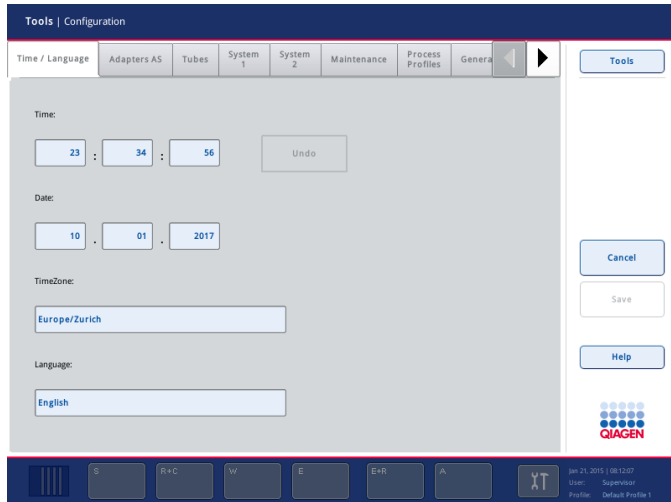 Tools | Configuration
Time / Language
Adapters AS
Tubes
System 1
System 2
Maintenance
Process Profiles
Genera
Tools
Time:
23 : 34 : 56
Undo
Date:
10 . 01 . 2017
Cancel
TimeZone:
Save
Europe/Zurich
Help
Language:
English
QIAGEN
S
R+C
W
E
E+R
A
Jan 21, 2015 | 08:12:07
User: Supervisor
Profile: Default Profile 1